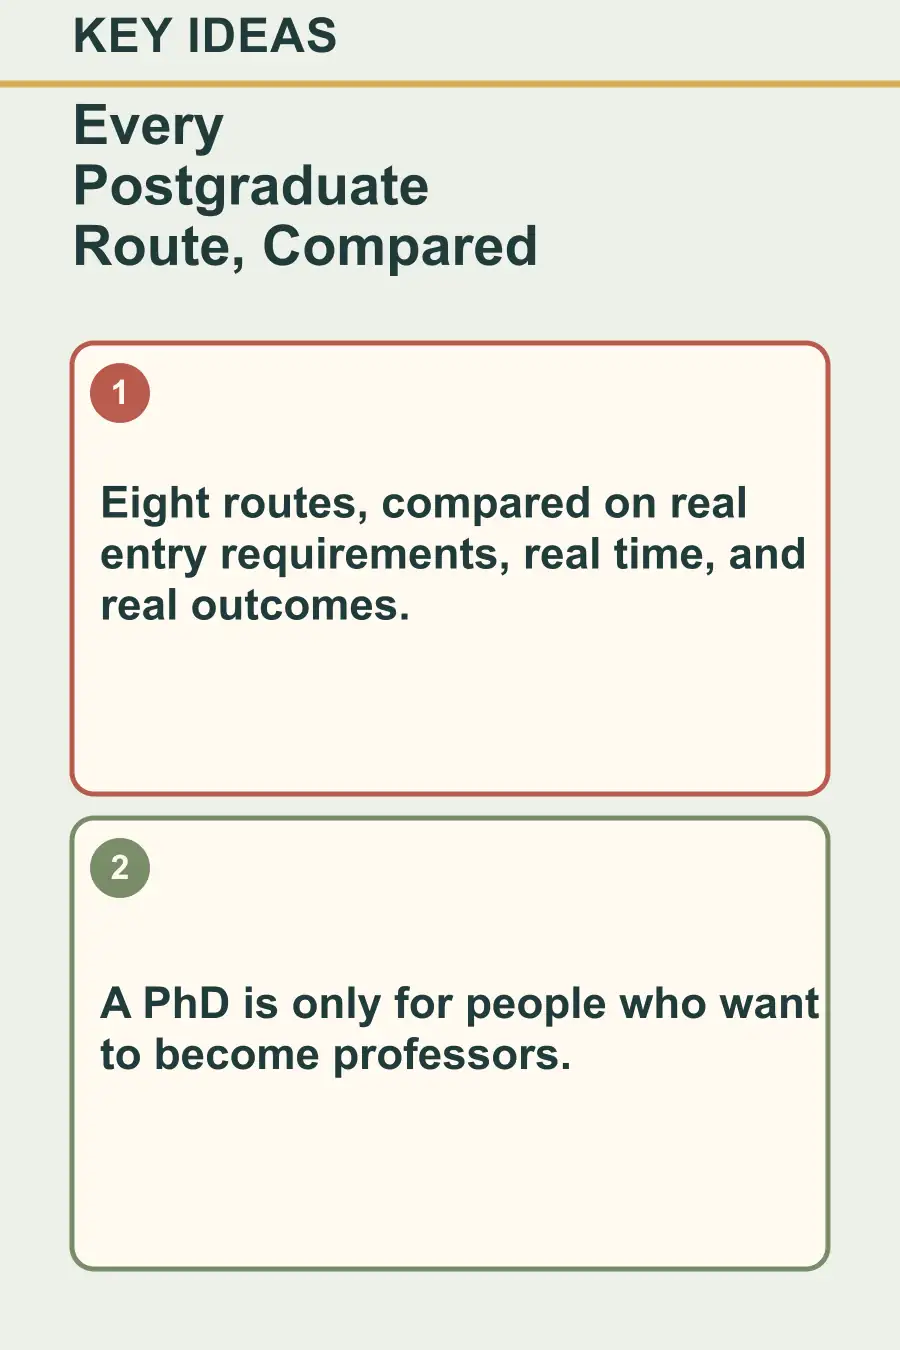 KEY IDEAS
Every
Postgraduate
Route, Compared
1
Eight routes, compared on real
entry requirements, real time, and
real outcomes.
2
A PhD is only for people who want
to become professors.